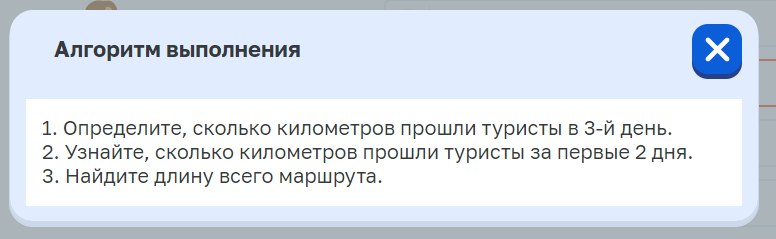 Алгоритм выполнения
1. Определите, сколько километров прошли туристы в 3-й день.
2. Узнайте, сколько километров прошли туристы за первые 2 дня.
3. Найдите длину всего маршрута.